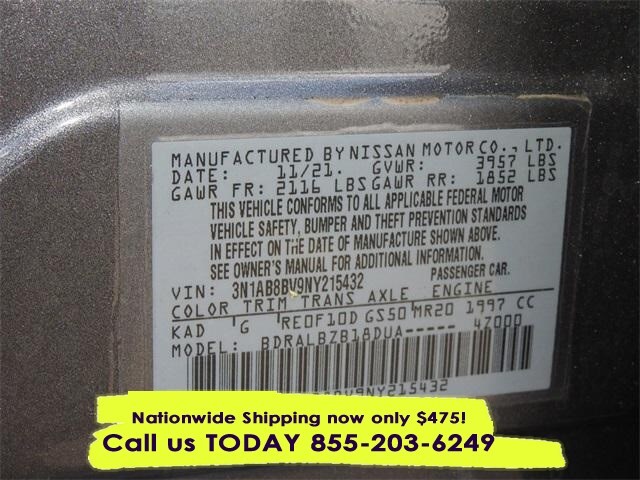 MANUFACTURED BY NISSAN MOTOR CO., LTD.
DATE: 11/21. GVWR: 3957 LBS
GAWR FR: 2116 LBS GAWR RR: 1852 LBS
THIS VEHICLE CONFORMS TO ALL APPLICABLE FEDERAL MOTOR
VEHICLE SAFETY, BUMPER AND THEFT PREVENTION STANDARDS
IN EFFECT ON THE DATE OF MANUFACTURE SHOWN ABOVE.
SEE OWNER'S MANUAL FOR ADDITIONAL INFORMATION.
VIN: 3N1AB8BV9NY215432 PASSENGER CAR.
COLOR TRIM TRANS AXLE ENGINE
KAD G RE0F10D GS50 MR20 1997 CC
MODEL: BDRALBZB18DUA----- 47000
V9NY215432
Nationwide Shipping now only $475!
Call us TODAY 855-203-6249